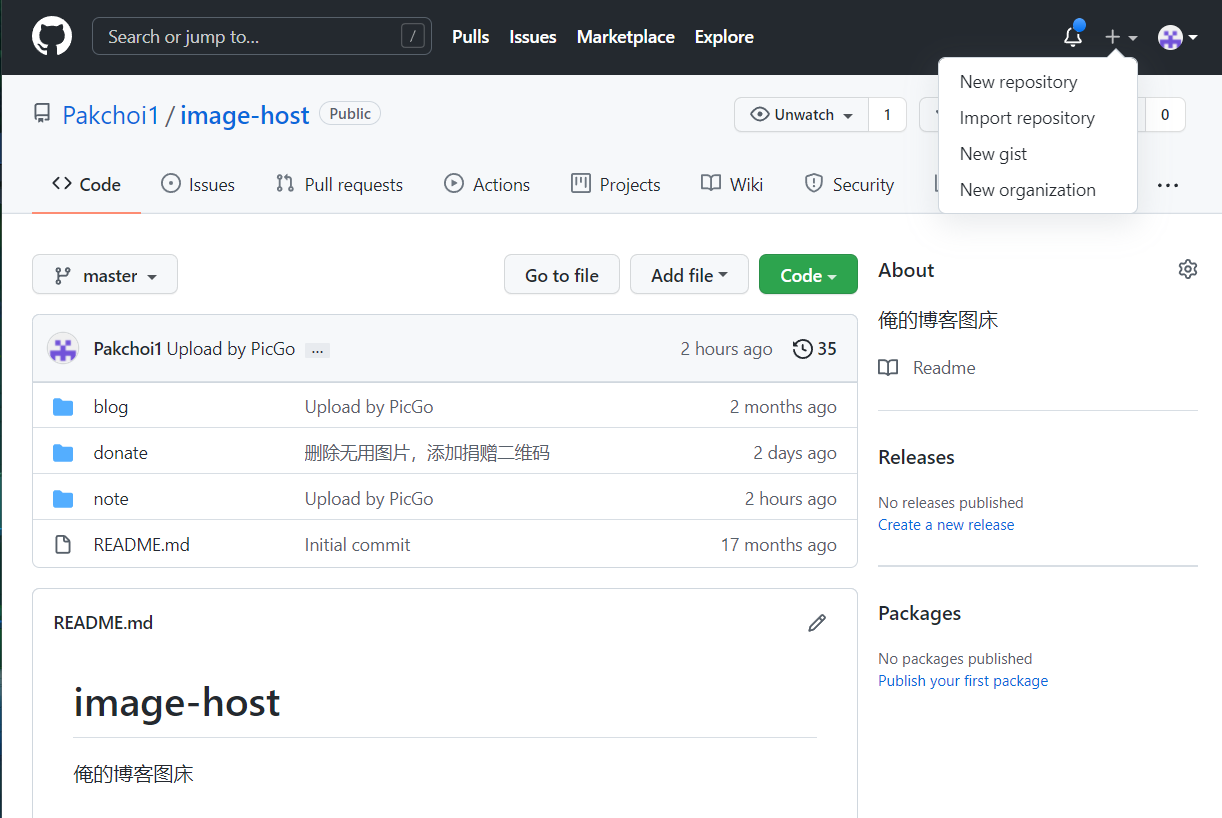 Search or jump to... /
Pulls Issues Marketplace Explore
New repository
Import repository
New gist
New organization
Pakchoi1 / image-host Public
Unwatch 1
0
Code Issues Pull requests Actions Projects Wiki Security ...
master
Go to file Add file Code
Pakchoi1 Upload by PicGo ... 2 hours ago 35
blog Upload by PicGo 2 months ago
donate 删除无用图片，添加捐赠二维码 2 days ago
note Upload by PicGo 2 hours ago
README.md Initial commit 17 months ago
README.md
image-host
俺的博客图床
About
俺的博客图床
Readme
Releases
No releases published
Create a new release
Packages
No packages published
Publish your first package